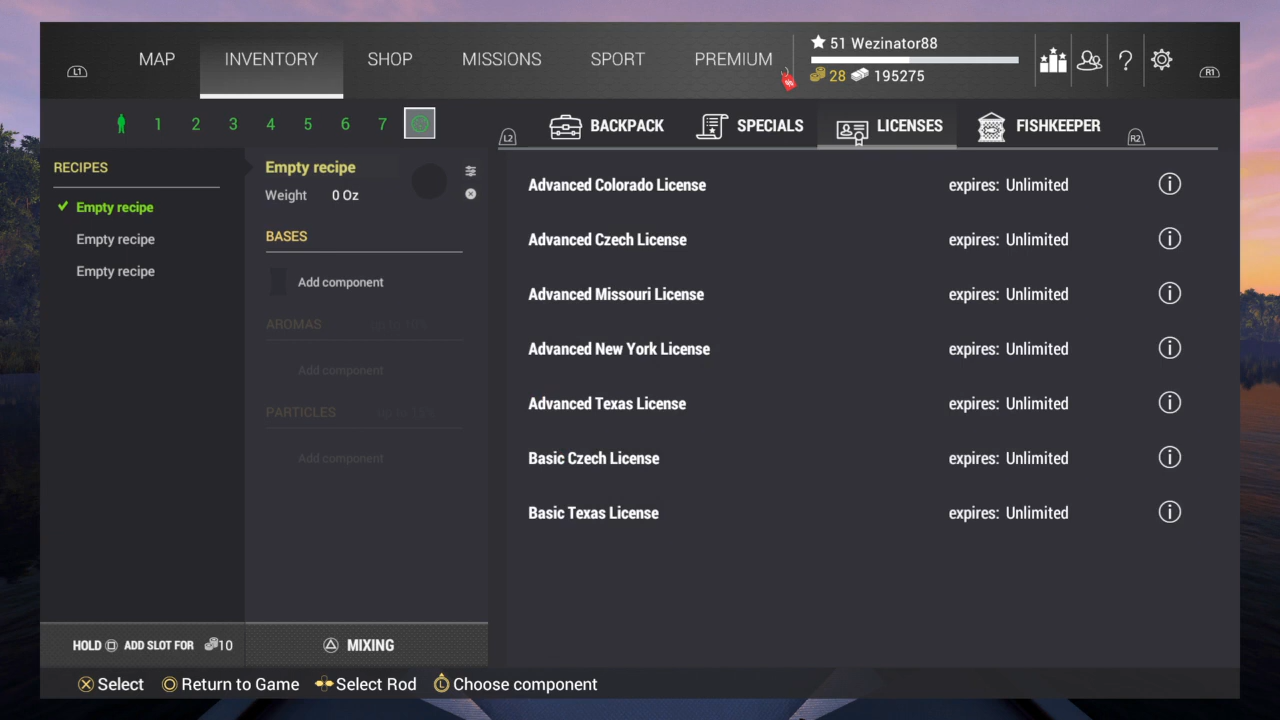 L1
MAP
INVENTORY
SHOP
MISSIONS
SPORT
PREMIUM
51 Wezinator88
28 195275
?
R1
1 2 3 4 5 6 7
L2
BACKPACK
SPECIALS
LICENSES
FISHKEEPER
R2
RECIPES
Empty recipe
Empty recipe
Empty recipe
Empty recipe
Weight 0 Oz
BASES
Add component
AROMAS
Add component
PARTICLES up to 15%
Add component
Advanced Colorado License expires: Unlimited
Advanced Czech License expires: Unlimited
Advanced Missouri License expires: Unlimited
Advanced New York License expires: Unlimited
Advanced Texas License expires: Unlimited
Basic Czech License expires: Unlimited
Basic Texas License expires: Unlimited
HOLD ADD SLOT FOR 10
MIXING
Select Return to Game Select Rod L Choose component